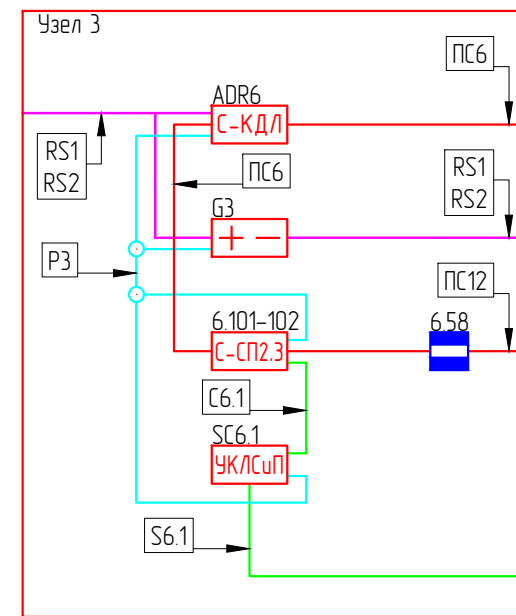 Узел 3
ПС6
ADR6
С-КДЛ
RS1
RS2
ПС6
RS1
RS2
G3
+ -
P3
ПС12
6.101-102
6.58
С-СП2.3
С6.1
SC6.1
УКЛСиП
S6.1